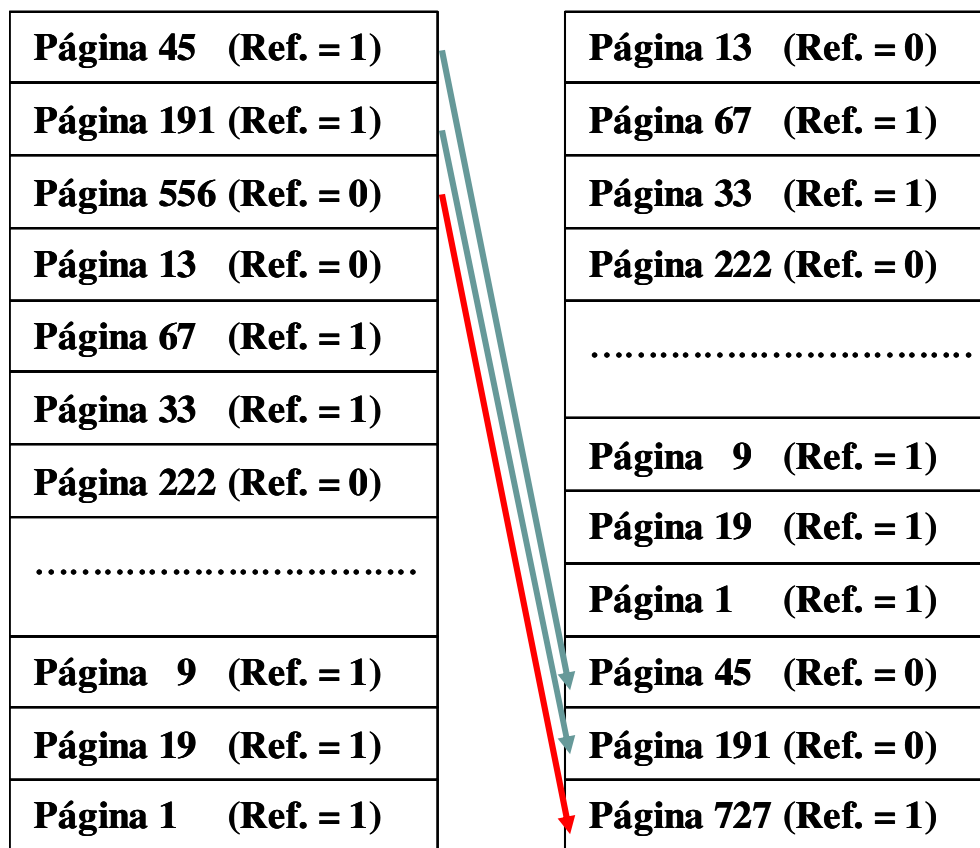 Página 45 (Ref. = 1)
Página 191 (Ref. = 1)
Página 556 (Ref. = 0)
Página 13 (Ref. = 0)
Página 67 (Ref. = 1)
Página 33 (Ref. = 1)
Página 222 (Ref. = 0)
....................................
Página 9 (Ref. = 1)
Página 19 (Ref. = 1)
Página 1 (Ref. = 1)
Página 13 (Ref. = 0)
Página 67 (Ref. = 1)
Página 33 (Ref. = 1)
Página 222 (Ref. = 0)
....................................
Página 9 (Ref. = 1)
Página 19 (Ref. = 1)
Página 1 (Ref. = 1)
Página 45 (Ref. = 0)
Página 191 (Ref. = 0)
Página 727 (Ref. = 1)